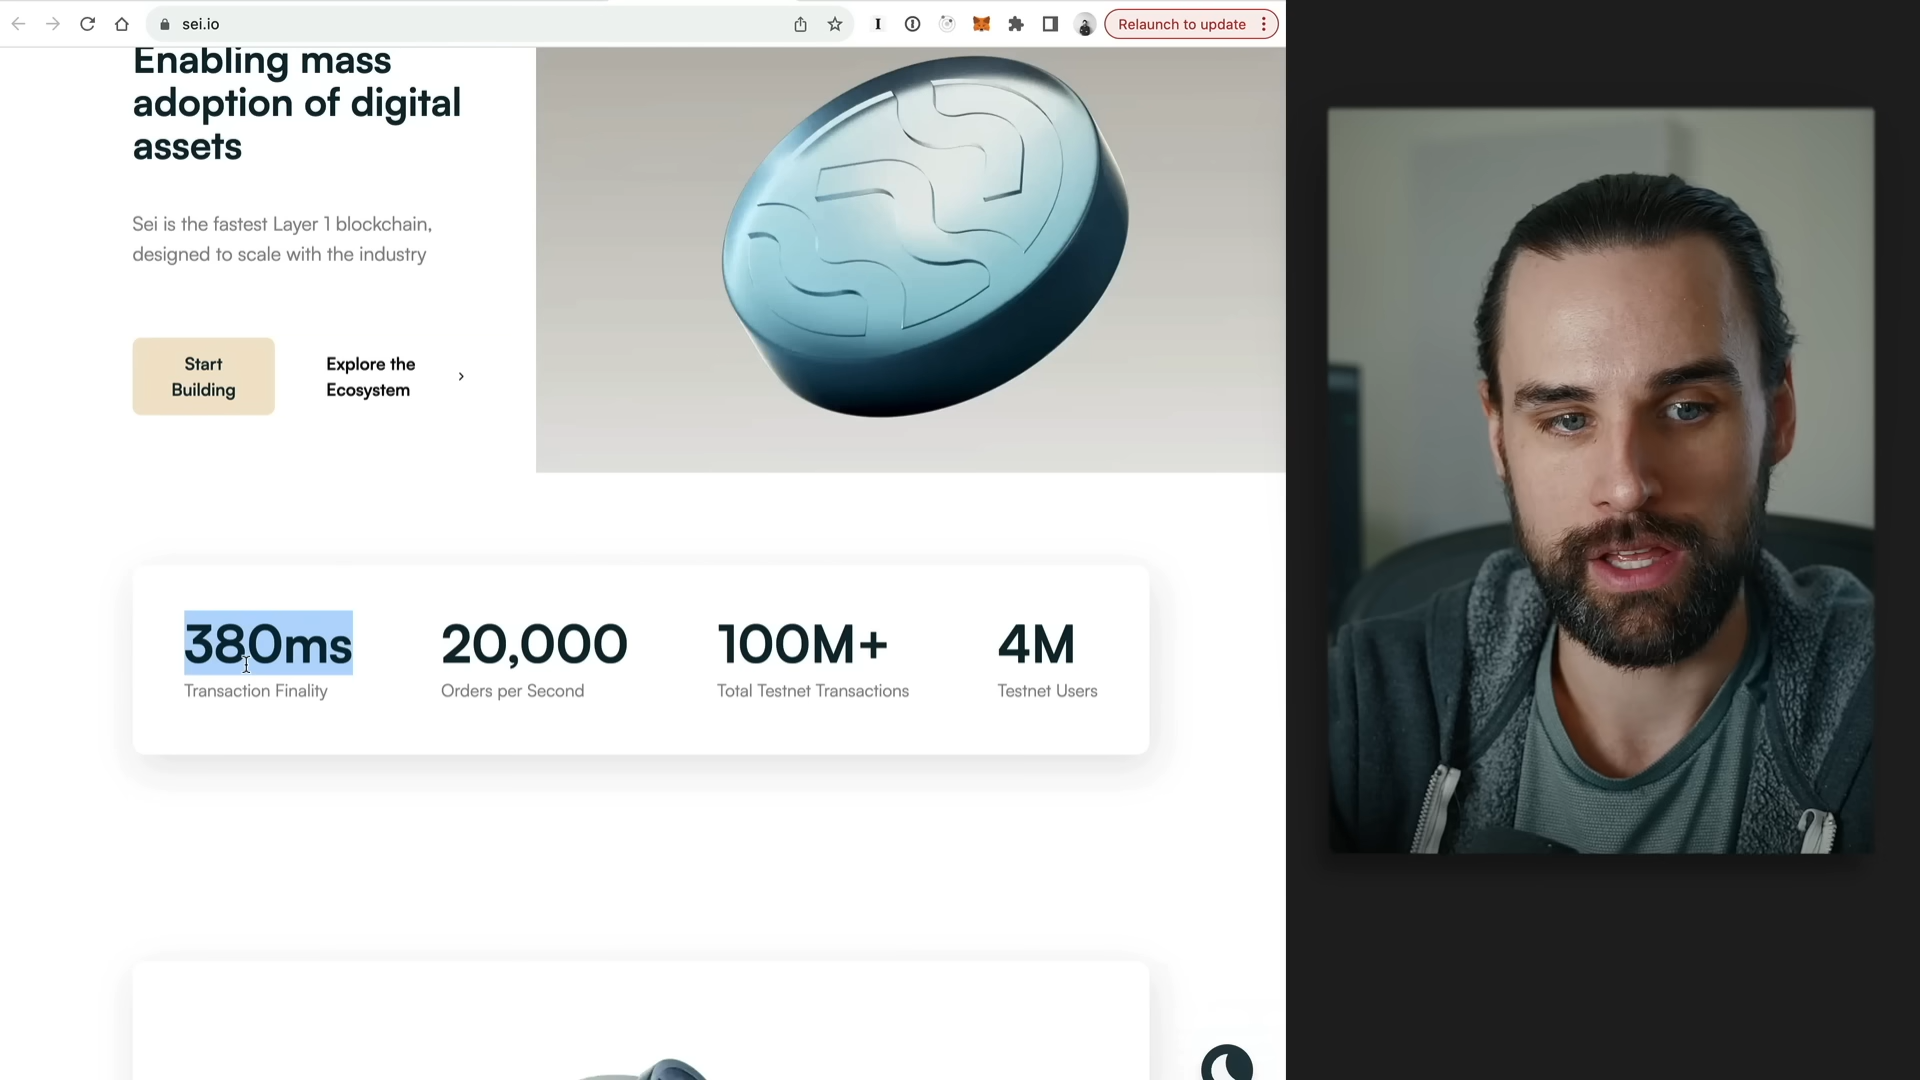 sei.io
Relaunch to update
Enabling mass
adoption of digital
assets
Sei is the fastest Layer 1 blockchain,
designed to scale with the industry
Start
Building
Explore the
Ecosystem
380ms
Transaction Finality
20,000
Orders per Second
100M+
Total Testnet Transactions
4M
Testnet Users